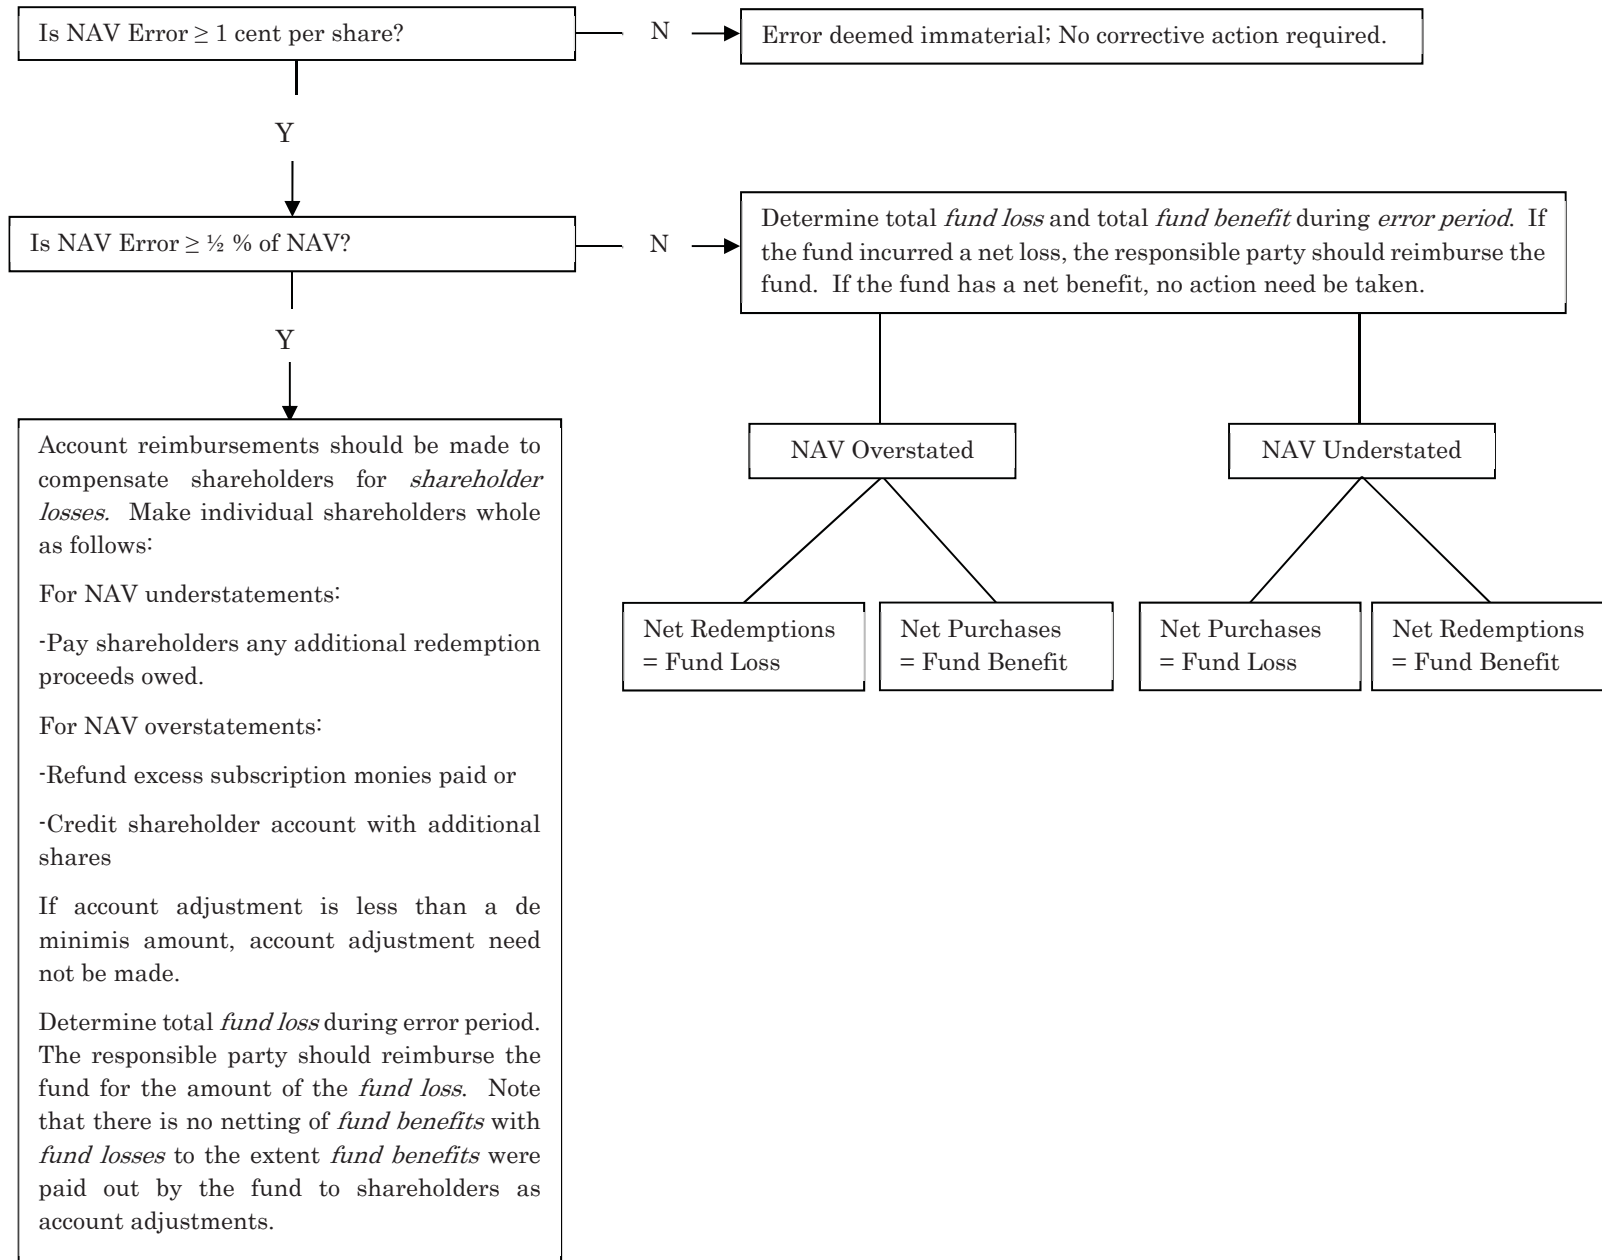 Is NAV Error ≥ 1 cent per share?
N
Error deemed immaterial; No corrective action required.
Y
Is NAV Error ≥ ½ % of NAV?
N
Determine total fund loss and total fund benefit during error period. If
the fund incurred a net loss, the responsible party should reimburse the
fund. If the fund has a net benefit, no action need be taken.
Y
Account reimbursements should be made to
compensate shareholders for shareholder
losses. Make individual shareholders whole
as follows:
For NAV understatements:
-Pay shareholders any additional redemption
proceeds owed.
For NAV overstatements:
-Refund excess subscription monies paid or
-Credit shareholder account with additional
shares
If account adjustment is less than a de
minimis amount, account adjustment need
not be made.
Determine total fund loss during error period.
The responsible party should reimburse the
fund for the amount of the fund loss. Note
that there is no netting of fund benefits with
fund losses to the extent fund benefits were
paid out by the fund to shareholders as
account adjustments.
NAV Overstated
NAV Understated
Net Redemptions
= Fund Loss
Net Purchases
= Fund Benefit
Net Purchases
= Fund Loss
Net Redemptions
= Fund Benefit